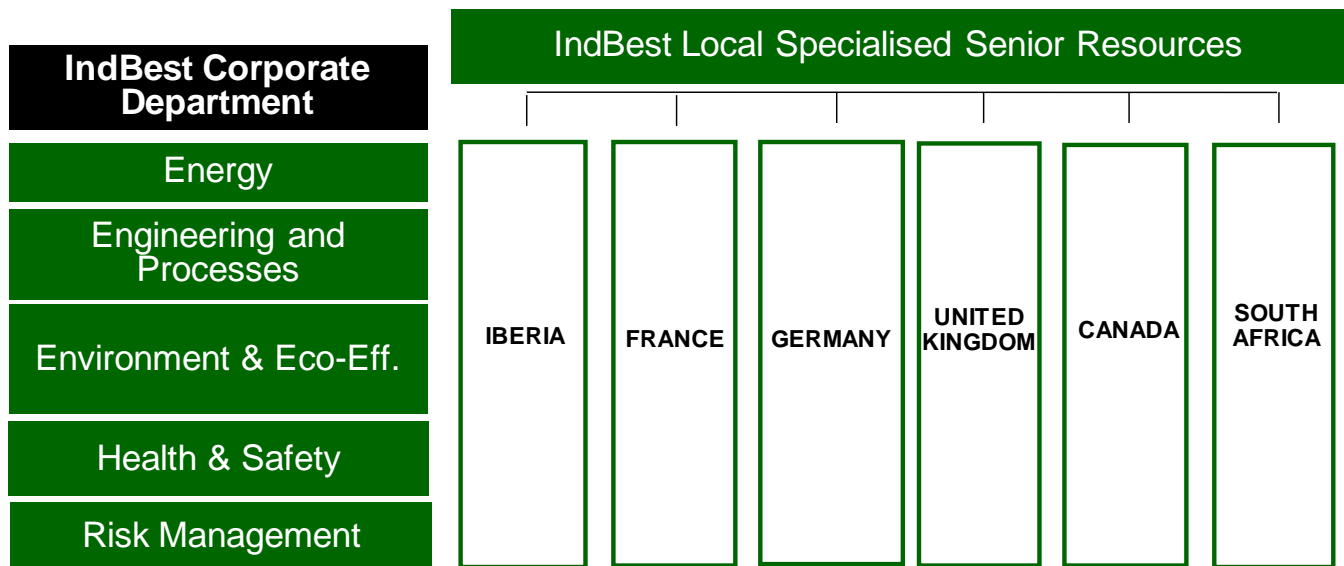 IndBest Local Specialised Senior Resources
IndBest Corporate
Department
Energy
Engineering and
Processes
Environment & Eco-Eff.
Health & Safety
Risk Management
IBERIA
FRANCE
GERMANY
UNITED
KINGDOM
CANADA
SOUTH
AFRICA